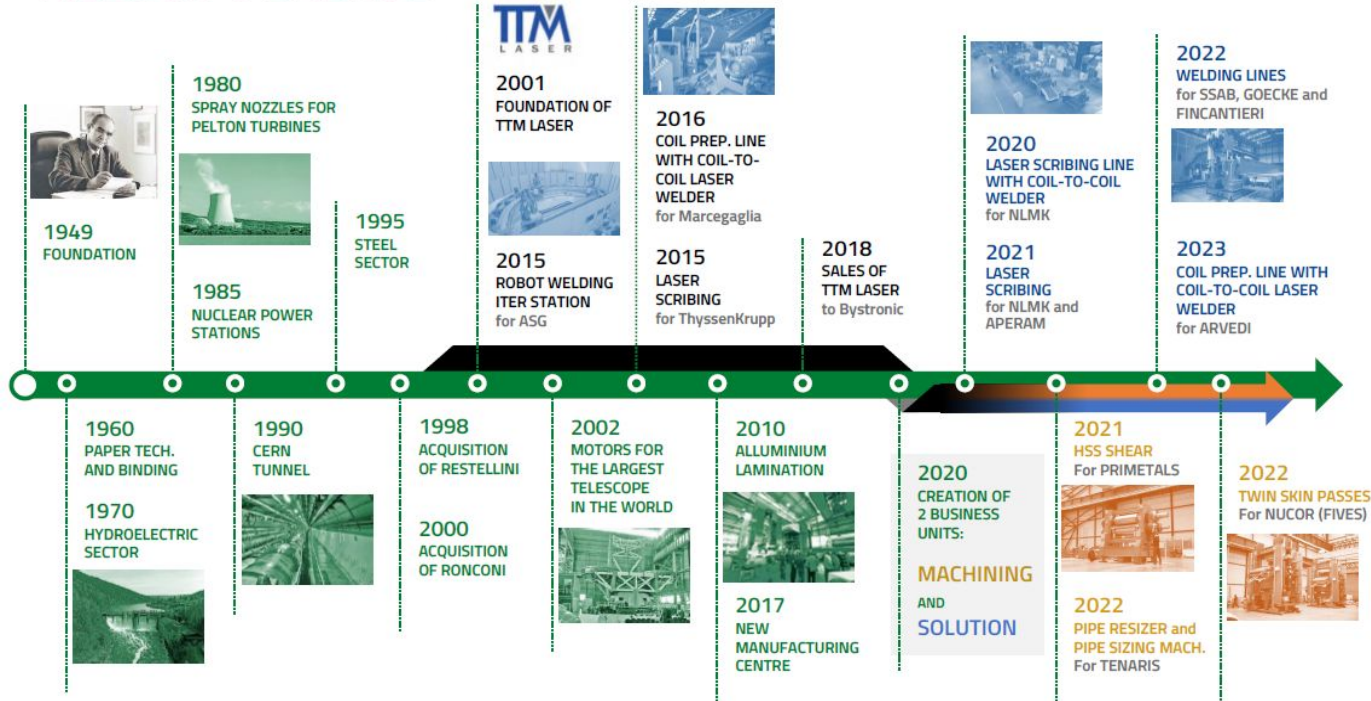 TTM
LASER
1949
FOUNDATION
1980
SPRAY NOZZLES FOR
PELTON TURBINES
1985
NUCLEAR POWER
STATIONS
1995
STEEL
SECTOR
2001
FOUNDATION OF
TTM LASER
2015
ROBOT WELDING
ITER STATION
for ASG
2016
COIL PREP. LINE
WITH COIL-TO-
COIL LASER
WELDER
for Marcegaglia
2015
LASER
SCRIBING
for ThyssenKrupp
2018
SALES OF
TTM LASER
to Bystronic
2020
LASER SCRIBING LINE
WITH COIL-TO-COIL
WELDER
for NLMK
2021
LASER
SCRIBING
for NLMK and
APERAM
2022
WELDING LINES
for SSAB, GOECKE and
FINCANTIERI
2023
COIL PREP. LINE WITH
COIL-TO-COIL LASER
WELDER
for ARVEDI
1960
PAPER TECH.
AND BINDING
1970
HYDROELECTRIC
SECTOR
1990
CERN
TUNNEL
1998
ACQUISITION
OF RESTELLINI
2000
ACQUISITION
OF RONCONI
2002
MOTORS FOR
THE LARGEST
TELESCOPE
IN THE WORLD
2010
ALLUMINIUM
LAMINATION
2017
NEW
MANUFACTURING
CENTRE
2020
CREATION OF
2 BUSINESS
UNITS:
MACHINING
AND
SOLUTION
2021
HSS SHEAR
For PRIMETALS
2022
PIPE RESIZER and
PIPE SIZING MACH.
For TENARIS
2022
TWIN SKIN PASSES
For NUCOR (FIVES)